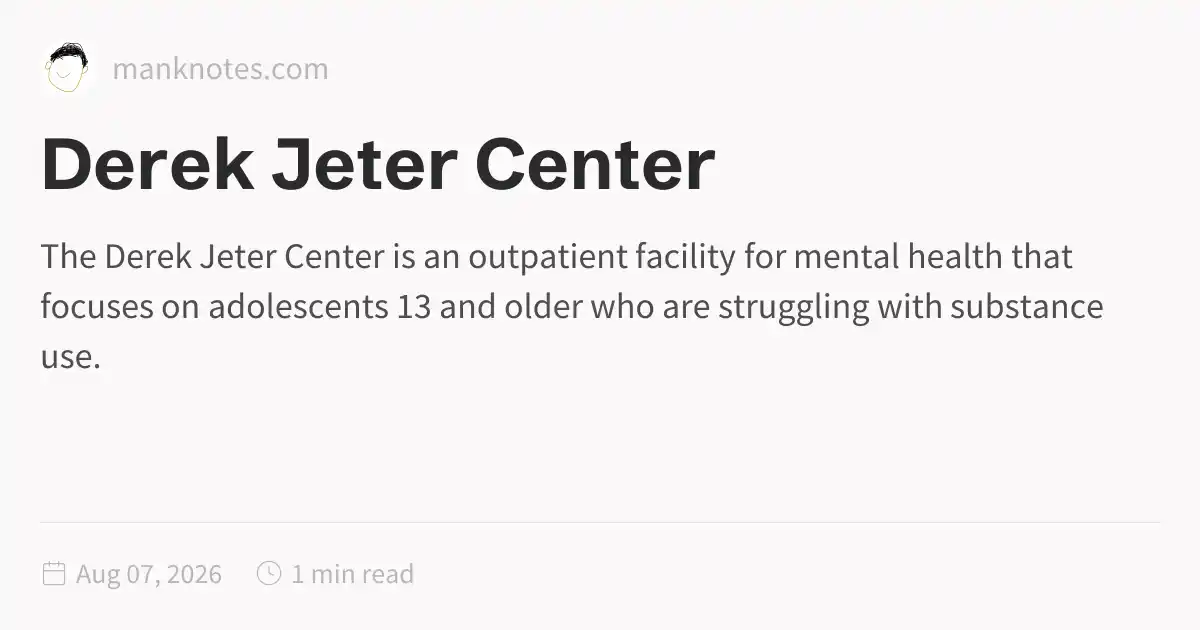 manknotes.com
Derek Jeter Center
The Derek Jeter Center is an outpatient facility for mental health that
focuses on adolescents 13 and older who are struggling with substance
use.
Aug 07, 2026 1 min read